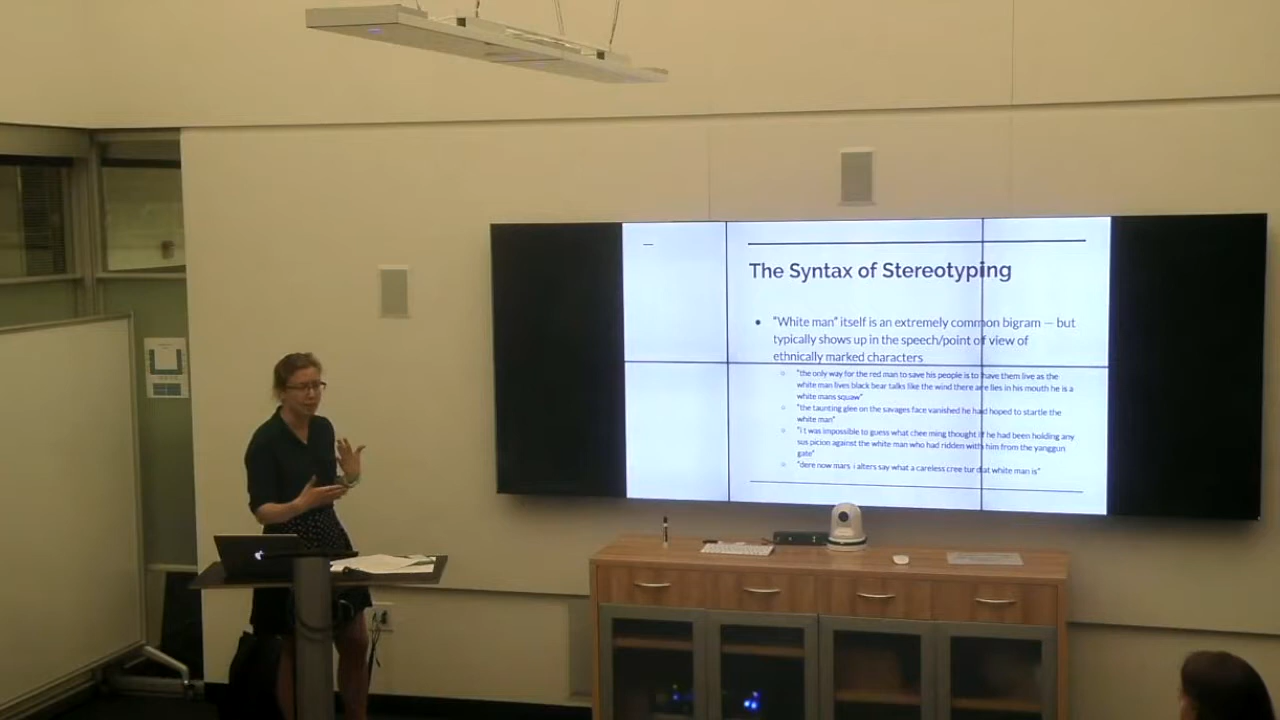 The Syntax of Stereotyping
● "White man" itself is an extremely common bigram — but
typically shows up in the speech/point of view of
ethnically marked characters
○ "the only way for the red man to save his people is to have them live as the
white man lives black bear talks like the wind there are lies in his mouth he is a
white mans squaw"
○ "the taunting glee on the savages face vanished he had hoped to startle the
white man"
○ "i t was impossible to guess what chee ming thought if he had been holding any
sus picion against the white man who had ridden with him from the yanggun
gate"
○ "dere now mars i alters say what a careless cree tur dat white man is"